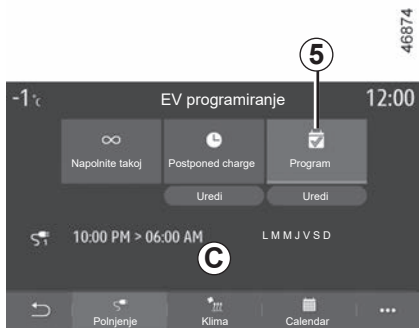 46874
5
-1°C EV programiranje 12:00
Napolnite takoj Postponed charge Program
Uredi Uredi
10:00 PM > 06:00 AM L M M J V S D
C
Polnjenje Klima Calendar